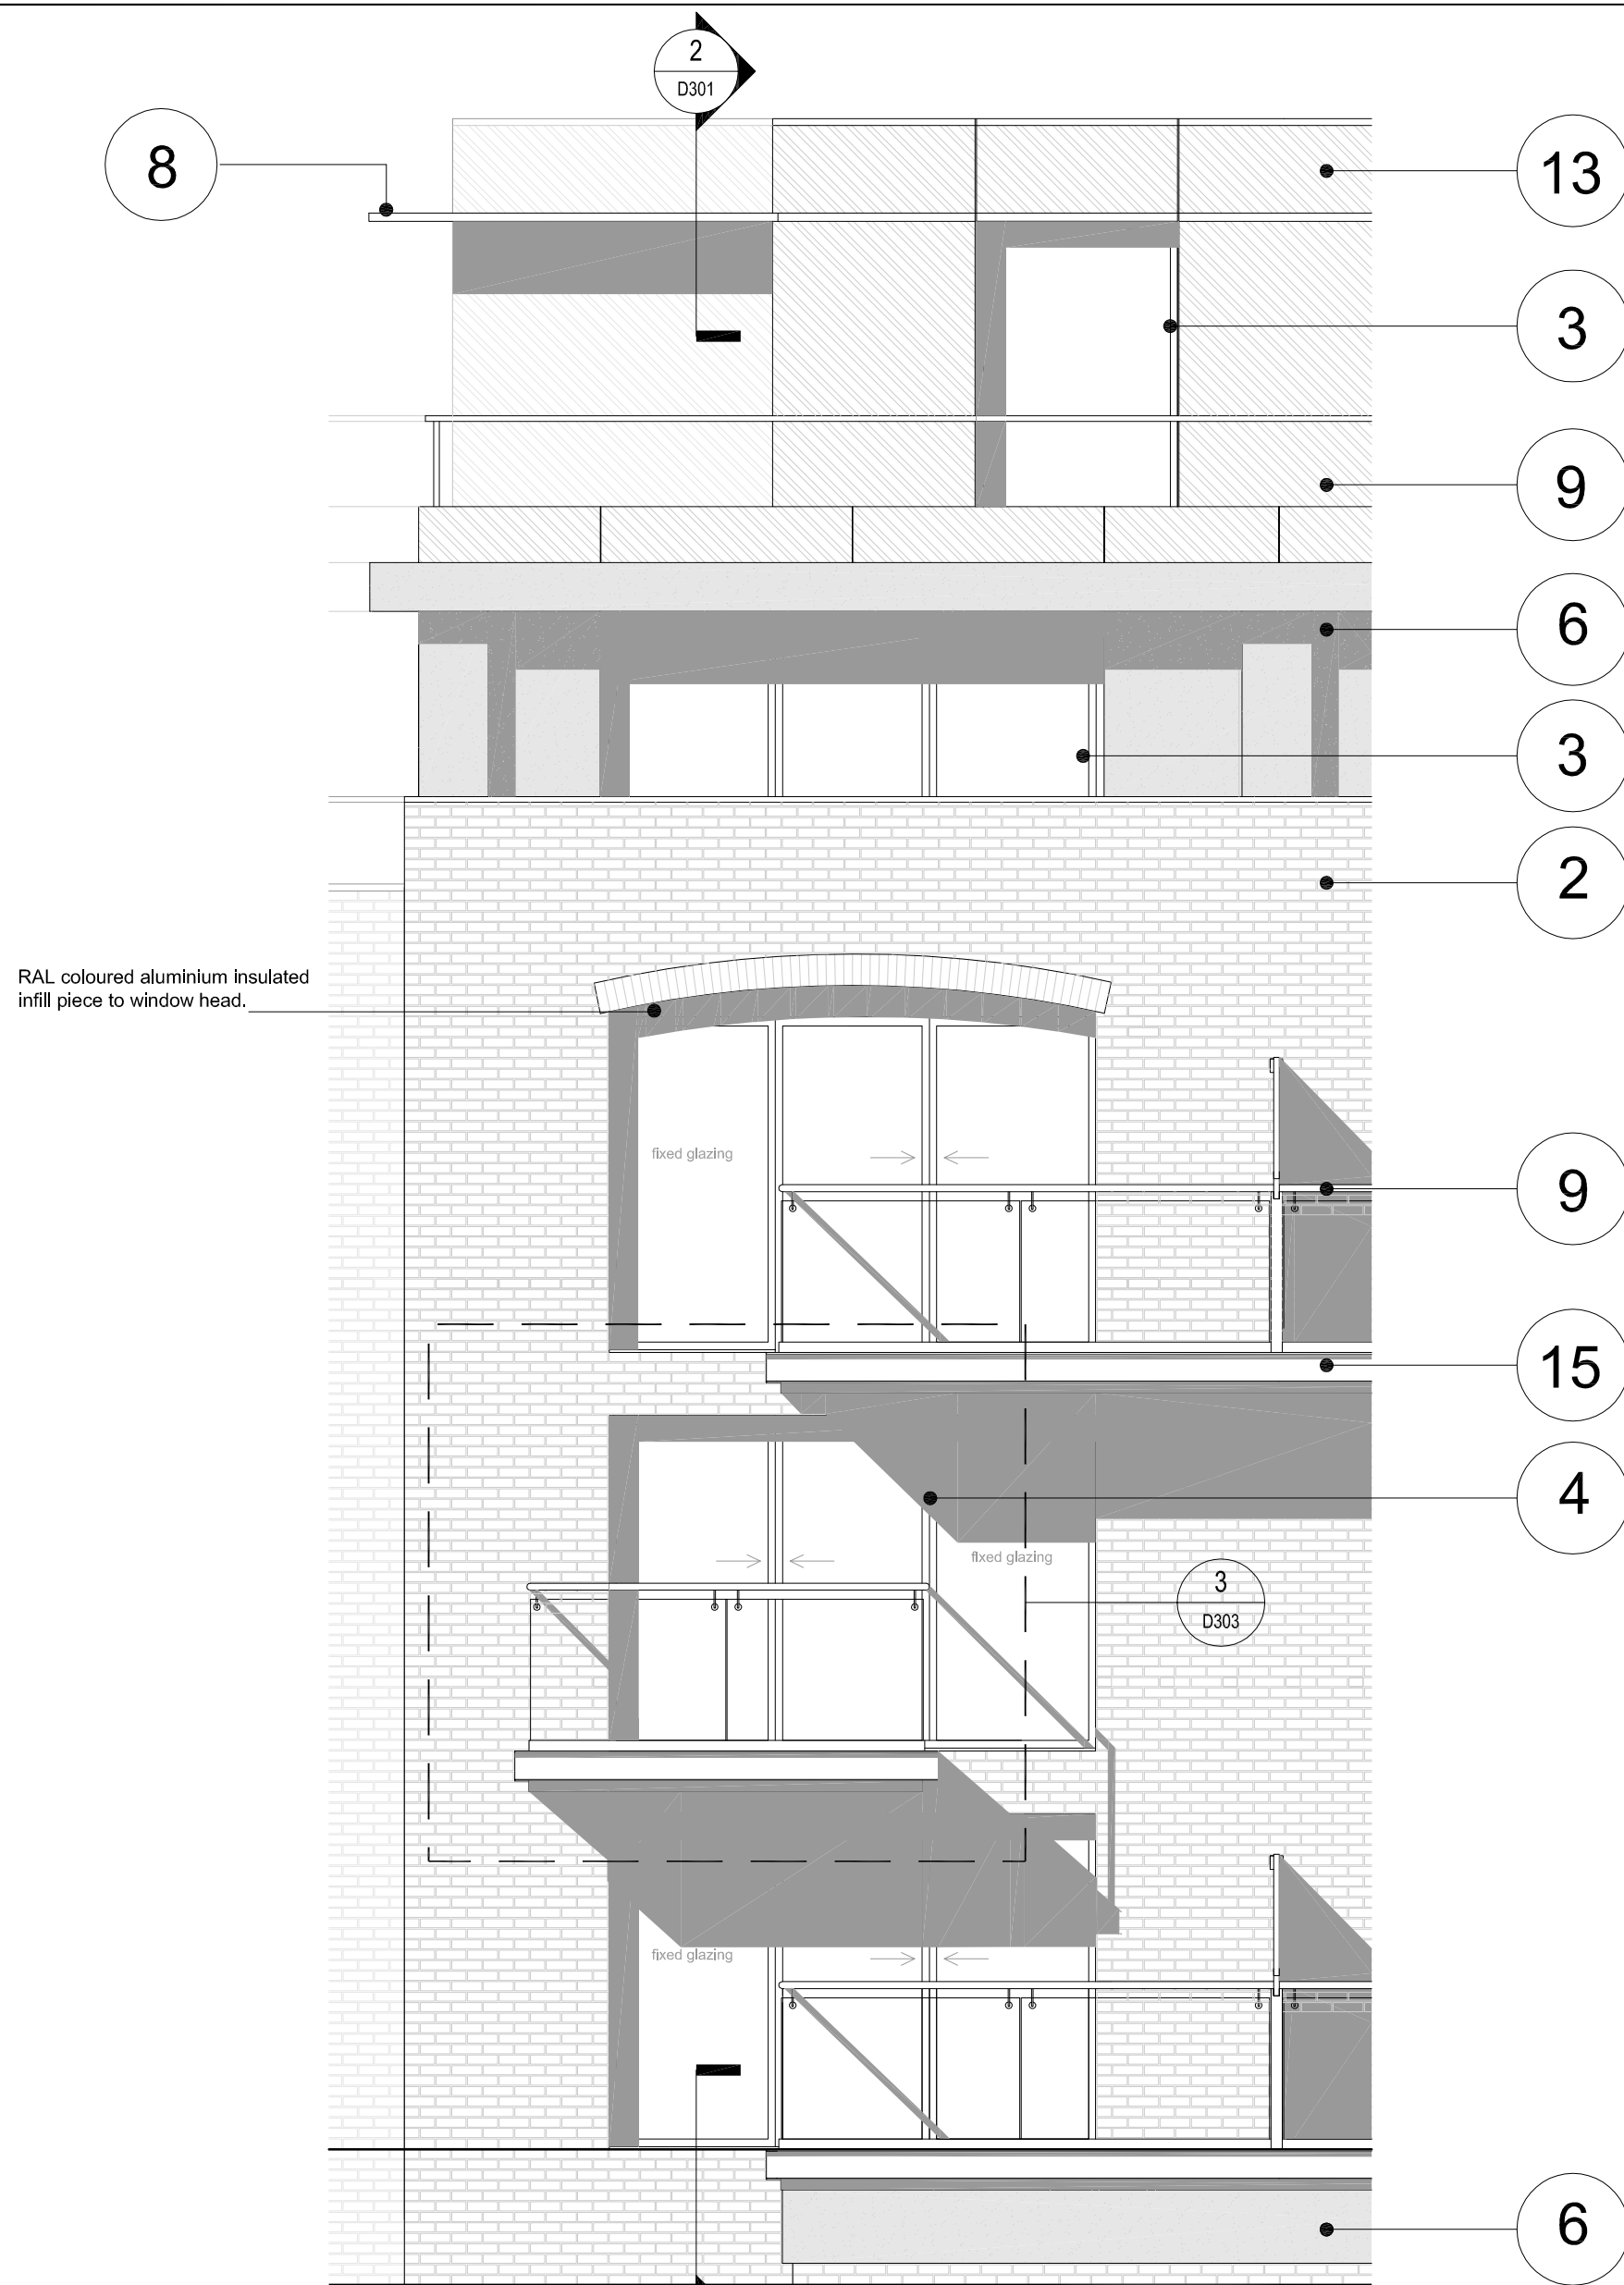 2
D301
8
13
3
9
6
3
2
RAL coloured aluminium insulated
infill piece to window head.
fixed glazing
9
15
4
fixed glazing
3
D303
fixed glazing
6